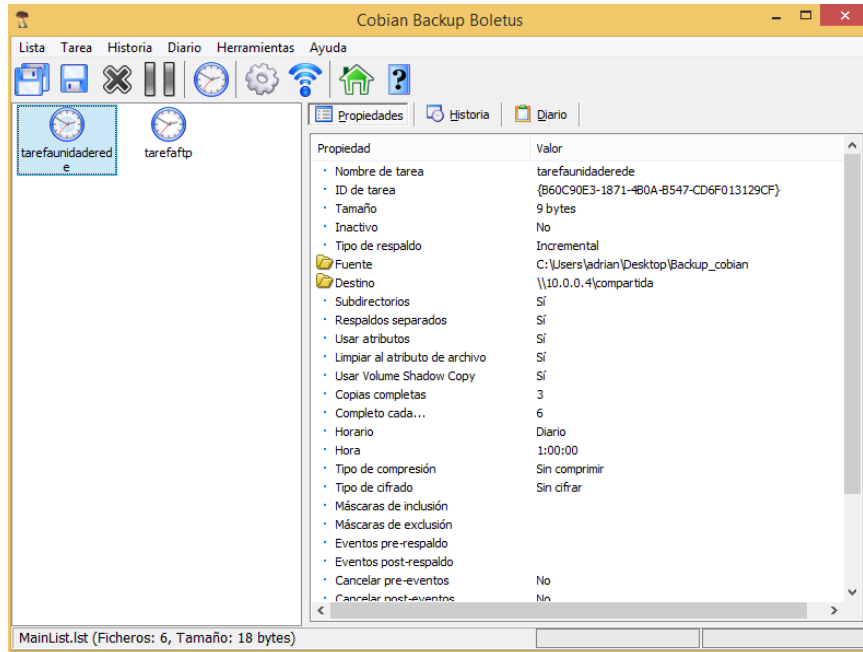 Cobian Backup Boletus
Lista Tarea Historia Diario Herramientas Ayuda
tarefaunidadered
e
tarefaftp
Propiedades Historia Diario
Propiedad Valor
Nombre de tarea tarefaunidaderede
ID de tarea {B60C90E3-1871-4B0A-B547-CD6F013129CF}
Tamaño 9 bytes
Inactivo No
Tipo de respaldo Incremental
Fuente C:\Users\adrian\Desktop\Backup_cobian
Destino \\10.0.0.4\compartida
Subdirectorios Sí
Respaldos separados Sí
Usar atributos Sí
Limpiar al atributo de archivo Sí
Usar Volume Shadow Copy Sí
Copias completas 3
Completo cada... 6
Horario Diario
Hora 1:00:00
Tipo de compresión Sin comprimir
Tipo de cifrado Sin cifrar
Máscaras de inclusión
Máscaras de exclusión
Eventos pre-respaldo
Eventos post-respaldo
Cancelar pre-eventos No
Cancelar post-eventos No
MainList.lst (Ficheros: 6, Tamaño: 18 bytes)